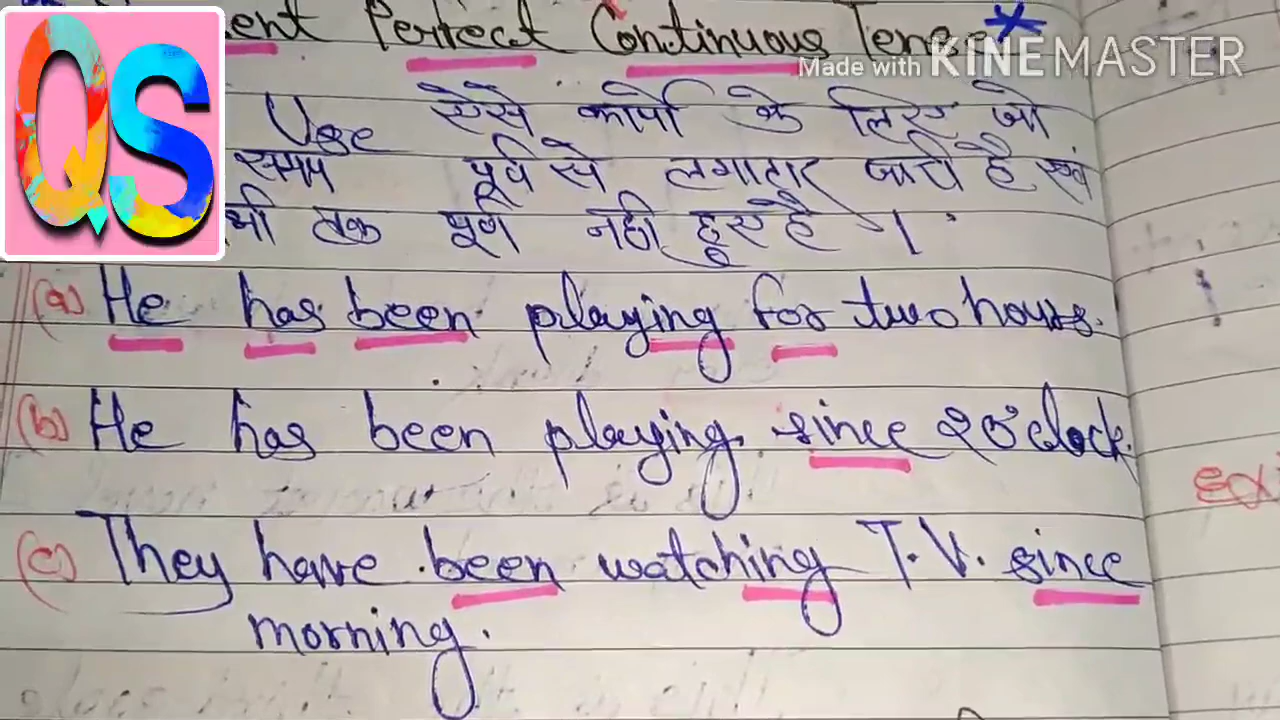 QS
ent Perfect Continuous Tense*
Made with KINEMASTER
Use ऐसे कार्यो के लिए जो
समय पूर्व से लगातार जारी है एवं
भी तक पूर्ण नही हुए है ।
(a) He has been playing for two hours.
(b) He has been playing since 2 o'clock.
ex:
(c) They have been watching T.V. since
morning.